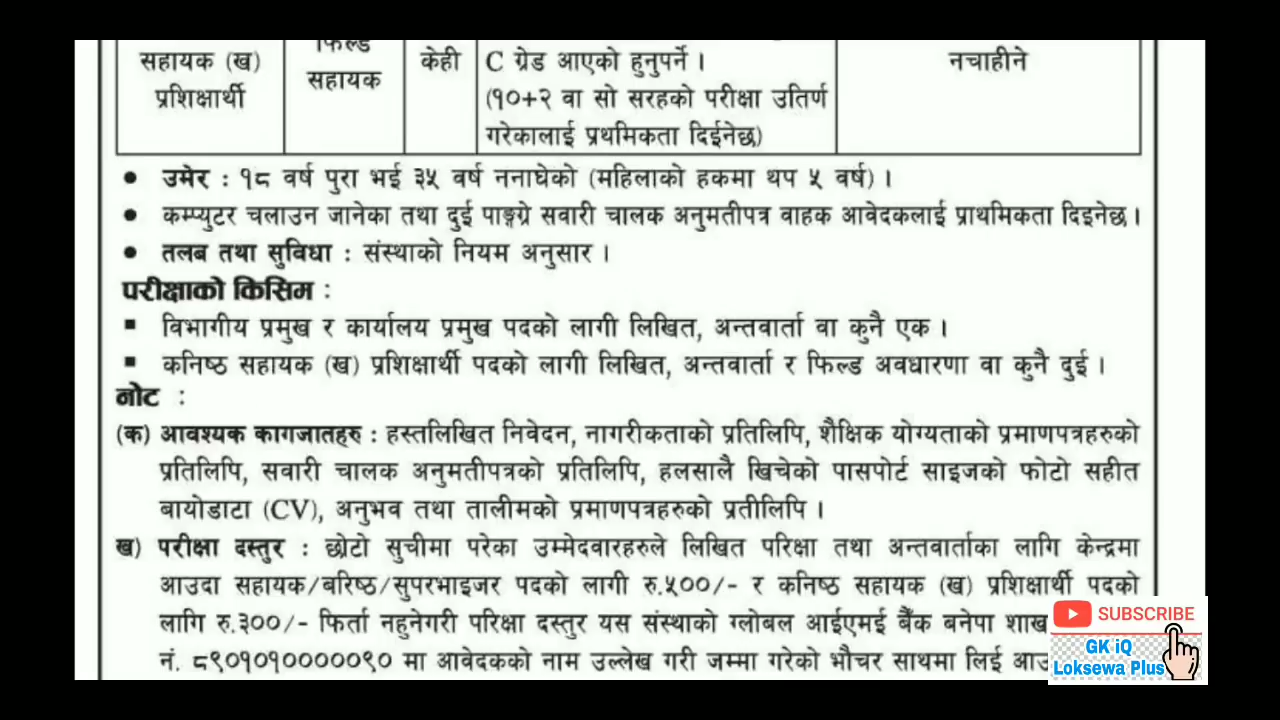 फिल्ड
सहायक (ख) सहायक केही C ग्रेड आएको हुनुपर्ने । नचाहीने
प्रशिक्षार्थी (१०+२ वा सो सरहको परीक्षा उतिर्ण
गरेकालाई प्रथमिकता दिईनेछ)
• उमेर : १८ वर्ष पुरा भई ३५ वर्ष ननाघेको (महिलाको हकमा थप ५ वर्ष) ।
• कम्प्युटर चलाउन जानेका तथा दुई पाङ्ग्रे सवारी चालक अनुमतीपत्र वाहक आवेदकलाई प्राथमिकता दिइनेछ।
• तलब तथा सुविधा : संस्थाको नियम अनुसार ।
परीक्षाको किसिम :
▪ विभागीय प्रमुख र कार्यालय प्रमुख पदको लागी लिखित, अन्तवार्ता वा कुनै एक ।
▪ कनिष्ठ सहायक (ख) प्रशिक्षार्थी पदको लागी लिखित, अन्तवार्ता र फिल्ड अवधारणा वा कुनै दुई ।
नोट :
(क) आवश्यक कागजातहरु : हस्तलिखित निवेदन, नागरीकताको प्रतिलिपि, शैक्षिक योग्यताको प्रमाणपत्रहरुको
प्रतिलिपि, सवारी चालक अनुमतीपत्रको प्रतिलिपि, हलसालै खिचेको पासपोर्ट साइजको फोटो सहीत
बायोडाटा (CV), अनुभव तथा तालीमको प्रमाणपत्रहरुको प्रतीलिपि ।
ख) परीक्षा दस्तुर : छोटो सुचीमा परेका उम्मेदवारहरुले लिखित परिक्षा तथा अन्तवार्ताका लागि केन्द्रमा
आउदा सहायक/बरिष्ठ/सुपरभाइजर पदको लागी रु.५००/- र कनिष्ठ सहायक (ख) प्रशिक्षार्थी पदको
लागि रु.३००/- फिर्ता नहुनेगरी परिक्षा दस्तुर यस संस्थाको ग्लोबल आईएमई बैँक बनेपा शाख
नं. ८९०१०१०००००९० मा आवेदकको नाम उल्लेख गरी जम्मा गरेको भौचर साथमा लिई आउ
SUBSCRIBE
GK iQ
Loksewa Plus